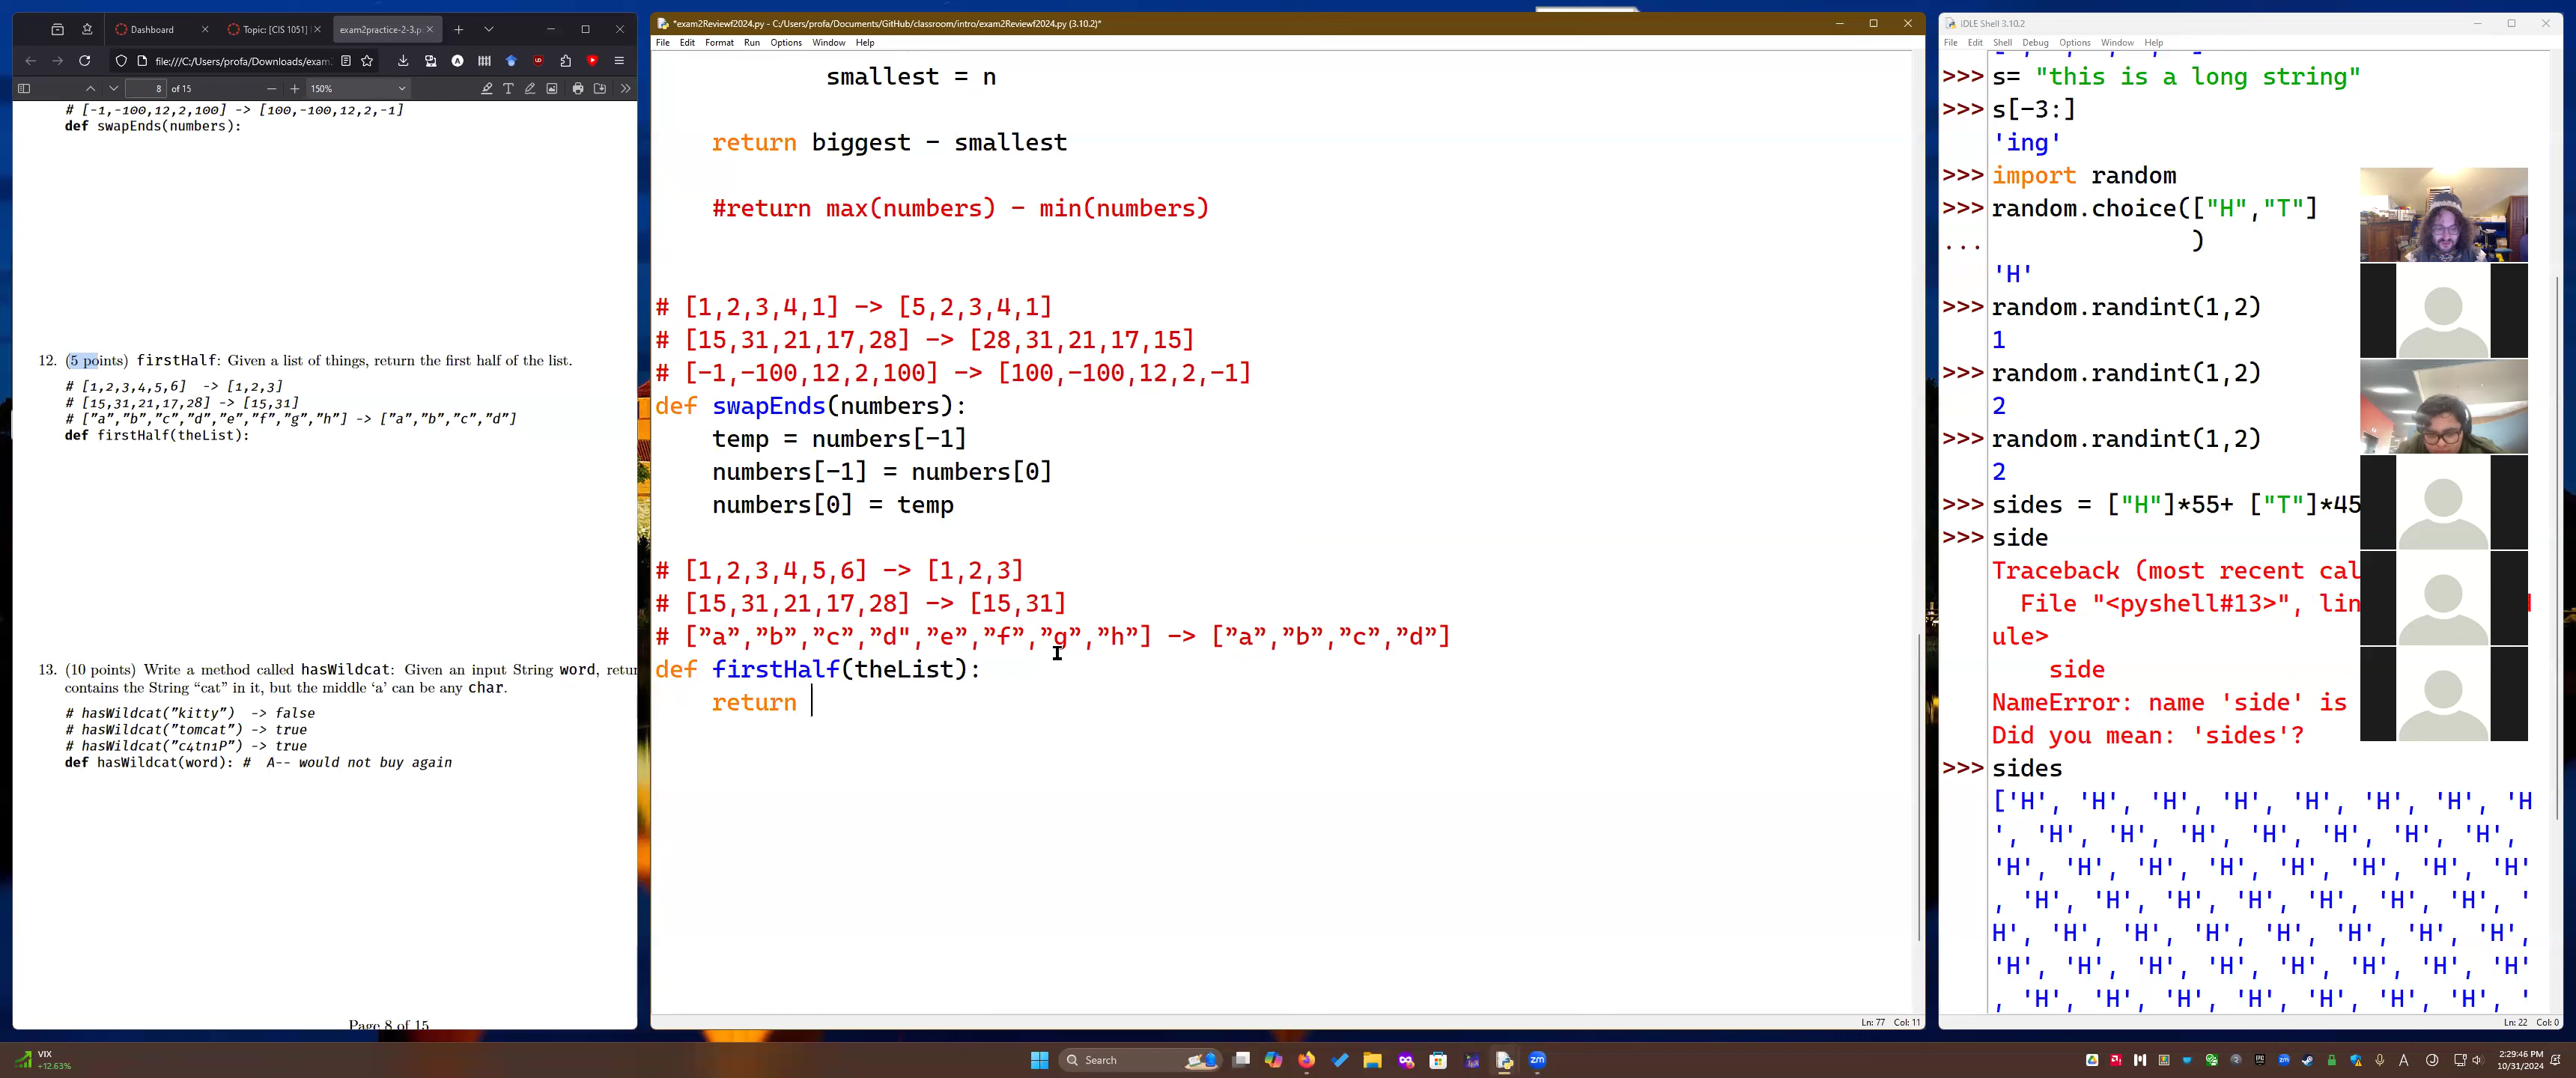 Dashboard
Topic: [CIS 1051]
exam2practice-2-3.p
file:///C:/Users/profa/Downloads/exam
8 of 15
150%
# [-1,-100,12,2,100] -> [100,-100,12,2,-1]
def swapEnds(numbers):
12. (5 points) firstHalf: Given a list of things, return the first half of the list.
# [1,2,3,4,5,6] -> [1,2,3]
# [15,31,21,17,28] -> [15,31]
# [”a”,”b”,”c”,”d”,”e”,”f”,”g”,”h”] -> [”a”,”b”,”c”,”d”]
def firstHalf(theList):
13. (10 points) Write a method called hasWildcat: Given an input String word, retur
contains the String “cat” in it, but the middle ‘a’ can be any char.
# hasWildcat(”kitty”) -> false
# hasWildcat(”tomcat”) -> true
# hasWildcat(”c4tn1P”) -> true
def hasWildcat(word): # A-- would not buy again
Page 8 of 15
*exam2Reviewf2024.py - C:/Users/profa/Documents/GitHub/classroom/intro/exam2Reviewf2024.py (3.10.2)*
File Edit Format Run Options Window Help
smallest = n
return biggest - smallest
#return max(numbers) - min(numbers)
# [1,2,3,4,1] -> [5,2,3,4,1]
# [15,31,21,17,28] -> [28,31,21,17,15]
# [-1,-100,12,2,100] -> [100,-100,12,2,-1]
def swapEnds(numbers):
temp = numbers[-1]
numbers[-1] = numbers[0]
numbers[0] = temp
# [1,2,3,4,5,6] -> [1,2,3]
# [15,31,21,17,28] -> [15,31]
# [”a”,”b”,”c”,”d",”e”,”f”,”g”,”h”] -> [”a”,”b”,”c”,”d”]
def firstHalf(theList):
return
Ln: 77 Col: 11
IDLE Shell 3.10.2
File Edit Shell Debug Options Window Help
>>> s= "this is a long string"
>>> s[-3:]
'ing'
>>> import random
>>> random.choice(["H","T"]
... )
'H'
>>> random.randint(1,2)
1
>>> random.randint(1,2)
2
>>> random.randint(1,2)
2
>>> sides = ["H"]*55+ ["T"]*45
>>> side
Traceback (most recent cal
File "<pyshell#13>", lin
ule>
side
NameError: name 'side' is
Did you mean: 'sides'?
>>> sides
['H', 'H', 'H', 'H', 'H', 'H', 'H', 'H
', 'H', 'H', 'H', 'H', 'H', 'H', 'H',
'H', 'H', 'H', 'H', 'H', 'H', 'H', 'H'
, 'H', 'H', 'H', 'H', 'H', 'H', 'H', '
H', 'H', 'H', 'H', 'H', 'H', 'H', 'H',
'H', 'H', 'H', 'H', 'H', 'H', 'H', 'H'
, 'H', 'H', 'H', 'H', 'H', 'H', 'H', '
Ln: 22 Col: 0
VIX
+12.63%
Search
zm
2:29:46 PM
10/31/2024